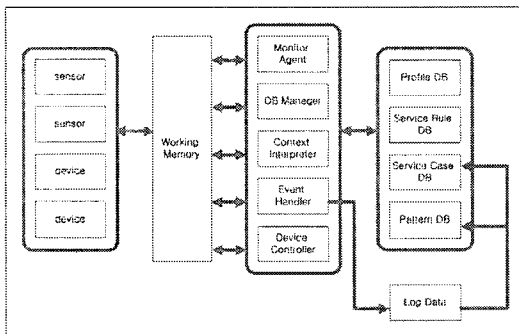 sensor
sensor
device
device
Working
Memory
Monitor
Agent
DB Manager
Context
Interpreter
Event
Handler
Device
Controller
Profile DB
Service Rule
DB
Service Case
DB
Pattern DB
Log Data